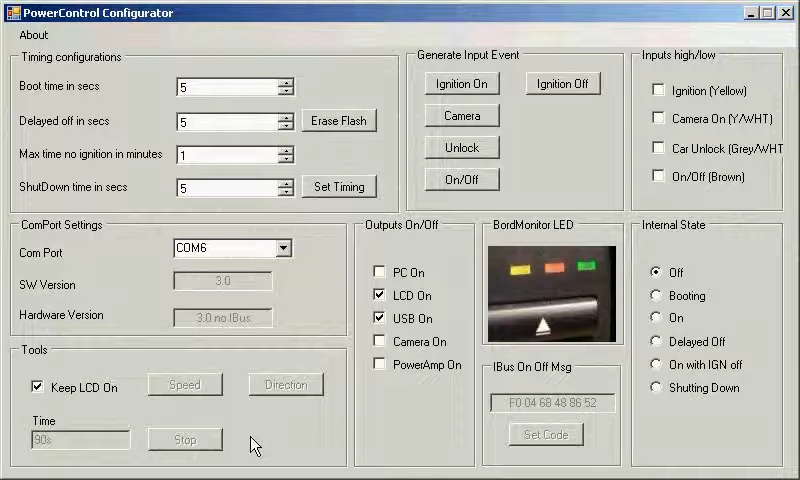 PowerControl Configurator
About
Timing configurations
Boot time in secs
5
Delayed off in secs
5
Erase Flash
Max time no ignition in minutes
1
ShutDown time in secs
5
Set Timing
Generate Input Event
Ignition On
Ignition Off
Camera
Unlock
On/Off
Inputs high/low
Ignition (Yellow)
Camera On (Y/WHT)
Car Unlock (Grey/WHT
On/Off (Brown)
ComPort Settings
Com Port
COM6
SW Version
3.0
Hardware Version
3.0 no IBus
Outputs On/Off
PC On
LCD On
USB On
Camera On
PowerAmp On
BordMonitor LED
Internal State
Off
Booting
On
Delayed Off
On with IGN off
Shutting Down
Tools
Keep LCD On
Speed
Direction
Time
90s
Stop
IBus On Off Msg
F0 04 68 48 86 52
Set Code